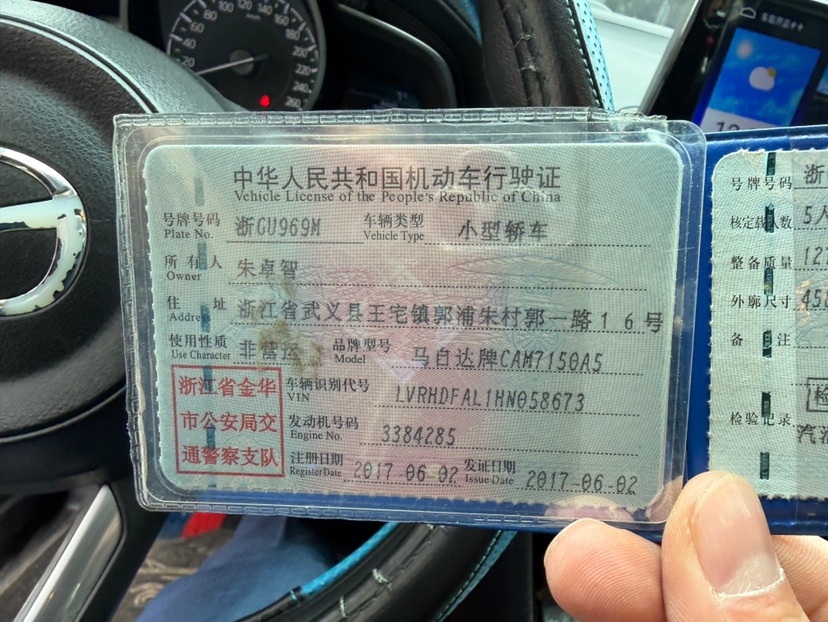 中华人民共和国机动车行驶证
Vehicle License of the People's Republic of China
号牌号码 浙GU969M 车辆类型 小型轿车
Plate No. Vehicle Type
所有人 朱卓智
Owner
住址 浙江省武义县王宅镇郭浦朱村郭一路16号
Address
使用性质 非营运 品牌型号 马自达牌CAM7150A5
Use Character Model
浙江省金华
市公安局交
通警察支队
车辆识别代号 LVRHDFAL1HN058673
VIN
发动机号码 3384285
Engine No.
注册日期 2017-06-02 发证日期 2017-06-02
Register Date Issue Date
号牌号码 浙
核定载人数 5人
整备质量
外廓尺寸
备注
检验记录